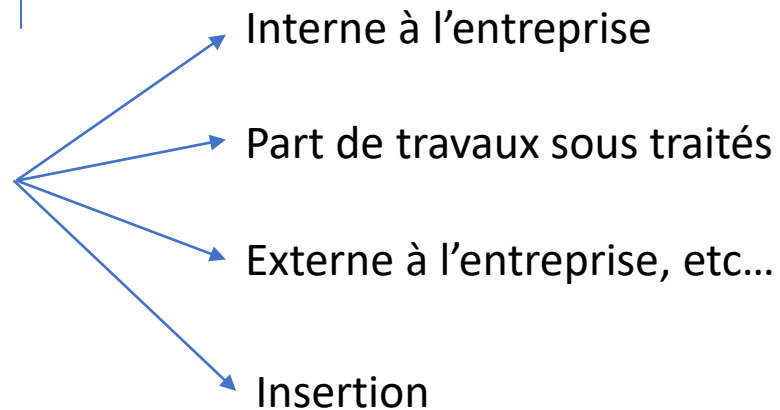 Interne à l’entreprise
Part de travaux sous traités
Externe à l’entreprise, etc…
Insertion